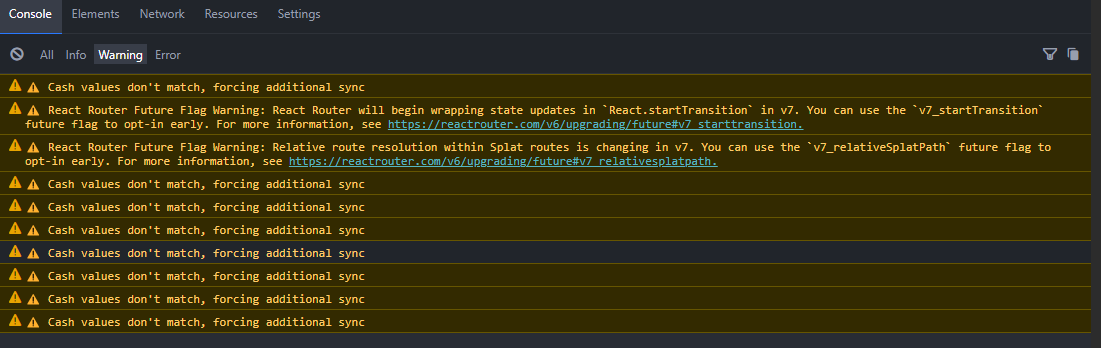 Console Elements Network Resources Settings
All Info Warning Error
Cash values don't match, forcing additional sync
React Router Future Flag Warning: React Router will begin wrapping state updates in `React.startTransition` in v7. You can use the `v7_startTransition`
future flag to opt-in early. For more information, see https://reactrouter.com/v6/upgrading/future#v7_starttransition.
React Router Future Flag Warning: Relative route resolution within Splat routes is changing in v7. You can use the `v7_relativeSplatPath` future flag to
opt-in early. For more information, see https://reactrouter.com/v6/upgrading/future#v7_relativesplatpath.
Cash values don't match, forcing additional sync
Cash values don't match, forcing additional sync
Cash values don't match, forcing additional sync
Cash values don't match, forcing additional sync
Cash values don't match, forcing additional sync
Cash values don't match, forcing additional sync
Cash values don't match, forcing additional sync